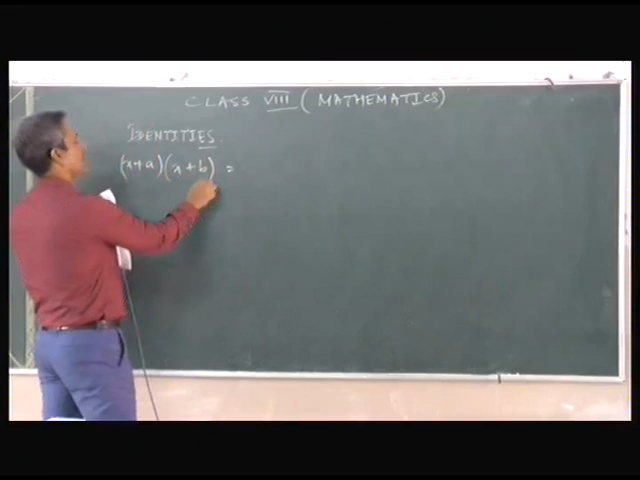 CLASS VIII (MATHEMATICS)
IDENTITIES.
(x+a)(x+b) =